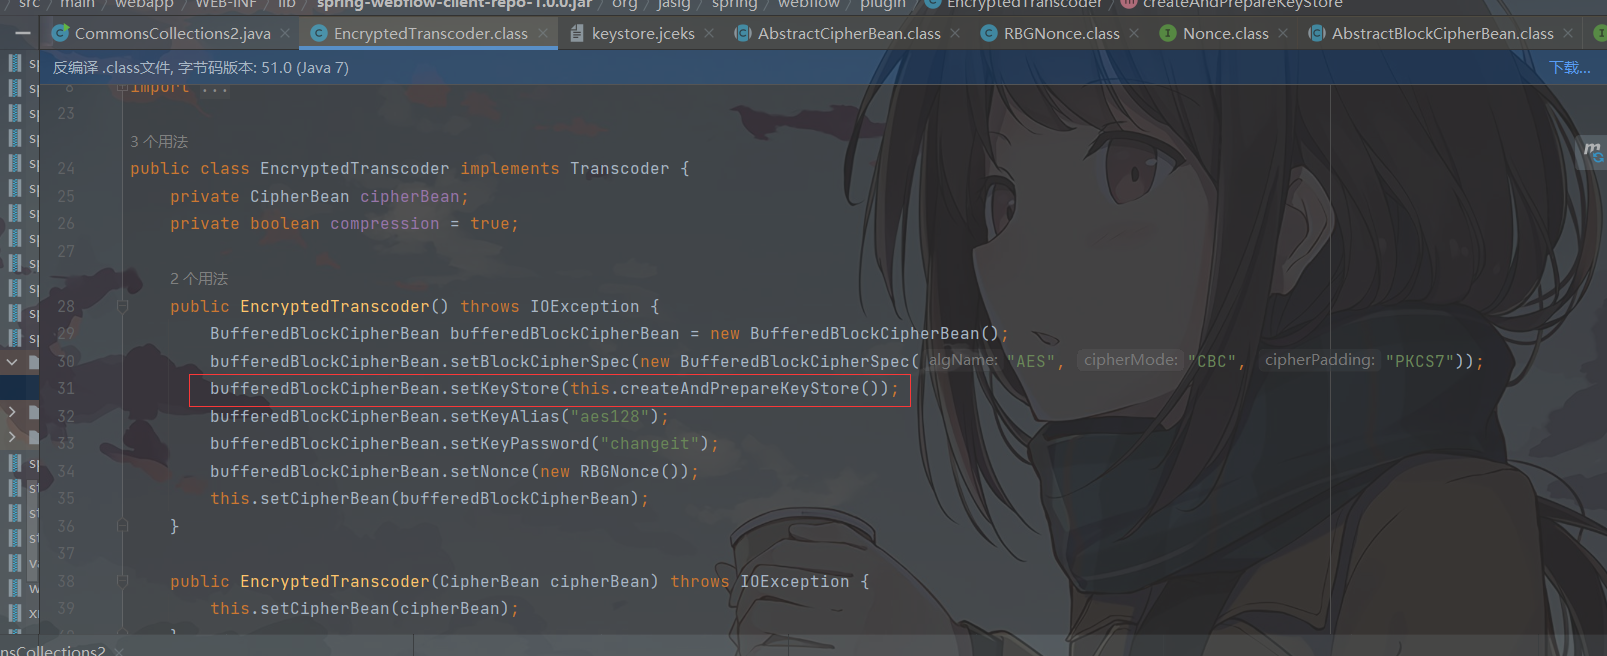 src / main / webapp / WEB-INF / lib / spring-webflow-client-repo-1.0.0.jar / org / jasig / spring / webflow / plugin / EncryptedTranscoder / createAndPrepareKeyStore
CommonsCollections2.java × EncryptedTranscoder.class × keystore.jceks × AbstractCipherBean.class × RBGNonce.class × Nonce.class × AbstractBlockCipherBean.class ×
反编译 .class文件, 字节码版本: 51.0 (Java 7) 下载...
8 import ...
23
3 个用法
24 public class EncryptedTranscoder implements Transcoder {
25 private CipherBean cipherBean;
26 private boolean compression = true;
27
2 个用法
28 public EncryptedTranscoder() throws IOException {
29 BufferedBlockCipherBean bufferedBlockCipherBean = new BufferedBlockCipherBean();
30 bufferedBlockCipherBean.setBlockCipherSpec(new BufferedBlockCipherSpec( algName: "AES", cipherMode: "CBC", cipherPadding: "PKCS7"));
31 bufferedBlockCipherBean.setKeyStore(this.createAndPrepareKeyStore());
32 bufferedBlockCipherBean.setKeyAlias("aes128");
33 bufferedBlockCipherBean.setKeyPassword("changeit");
34 bufferedBlockCipherBean.setNonce(new RBGNonce());
35 this.setCipherBean(bufferedBlockCipherBean);
36 }
37
38 public EncryptedTranscoder(CipherBean cipherBean) throws IOException {
39 this.setCipherBean(cipherBean);
}
nsCollections2 ×